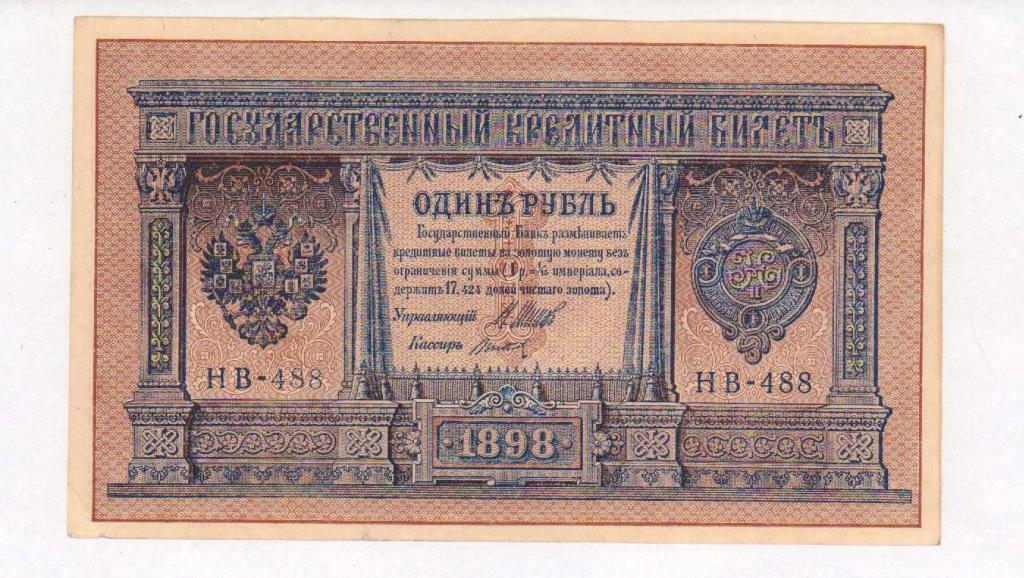 ГОСУДАРСТВЕННЫЙ КРЕДИТНЫЙ БИЛЕТЪ
ОДИНЪ РУБЛЬ
Государственный Банкъ размѣниваетъ
кредитные билеты на золотую монету безъ
ограниченія суммы (1 р. = 1/15 имперіала, со-
держитъ 17,424 долей чистаго золота).
Управляющій
Кассиръ
НВ-488
НВ-488
1898